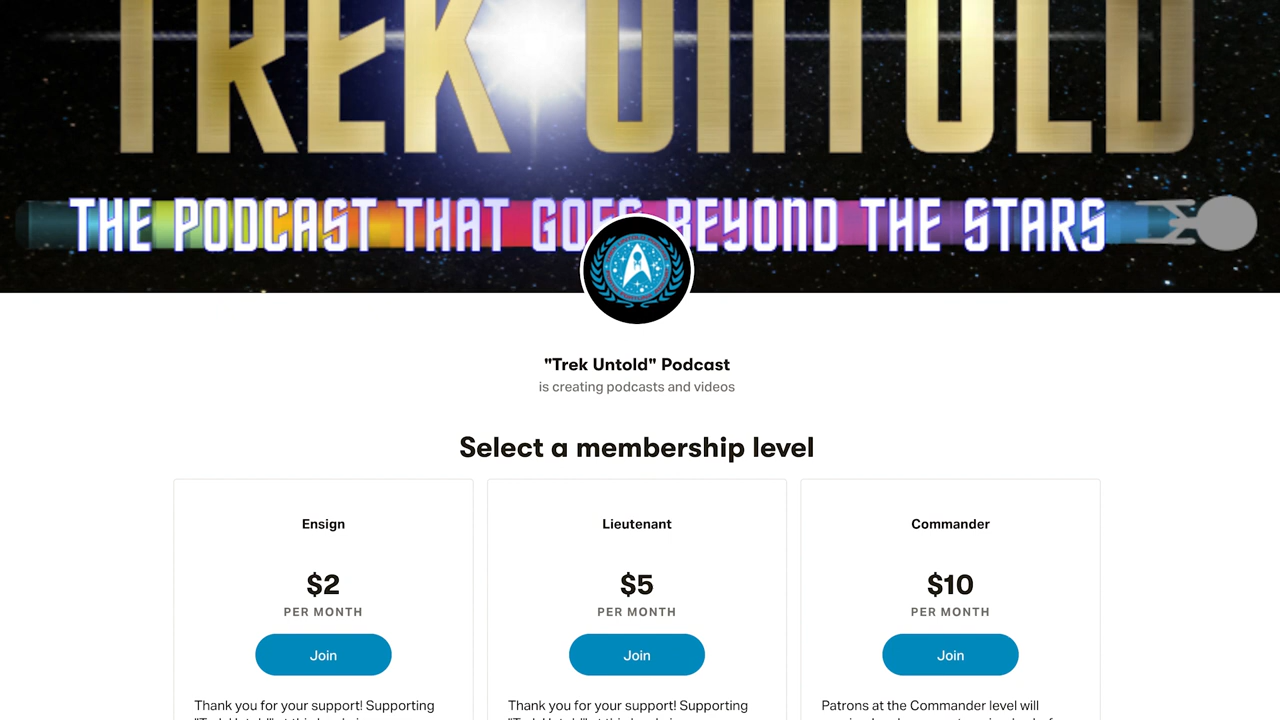 TREK UNTOLD
THE PODCAST THAT GOES BEYOND THE STARS
"Trek Untold" Podcast
is creating podcasts and videos
Select a membership level
Ensign
$2
PER MONTH
Join
Thank you for your support! Supporting
Lieutenant
$5
PER MONTH
Join
Thank you for your support! Supporting
Commander
$10
PER MONTH
Join
Patrons at the Commander level will